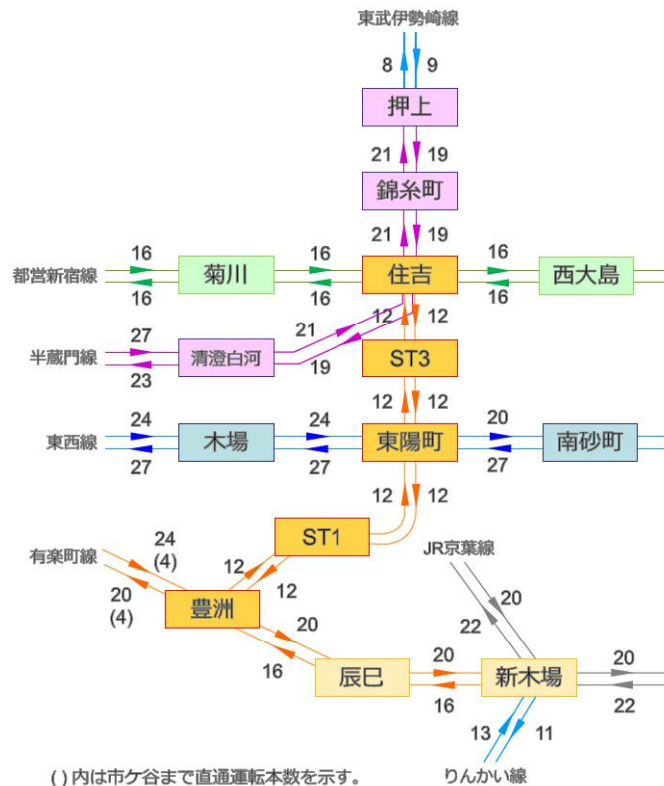 東武伊勢崎線
8 9
押上
21 19
錦糸町
21 19
16 16 16
都営新宿線 菊川 住吉 西大島
16 16 16
12 12
27 21
半蔵門線 清澄白河 ST3
23 19
12 12
24 24 20
東西線 木場 東陽町 南砂町
27 27 27
12 12
ST1
有楽町線 24 (4) 12 JR京葉線
20 (4) 12 20
豊洲 22
20
16 20 20
辰巳 新木場
16 22
13 11
( ) 内は市ケ谷まで直通運転本数を示す。 りんかい線